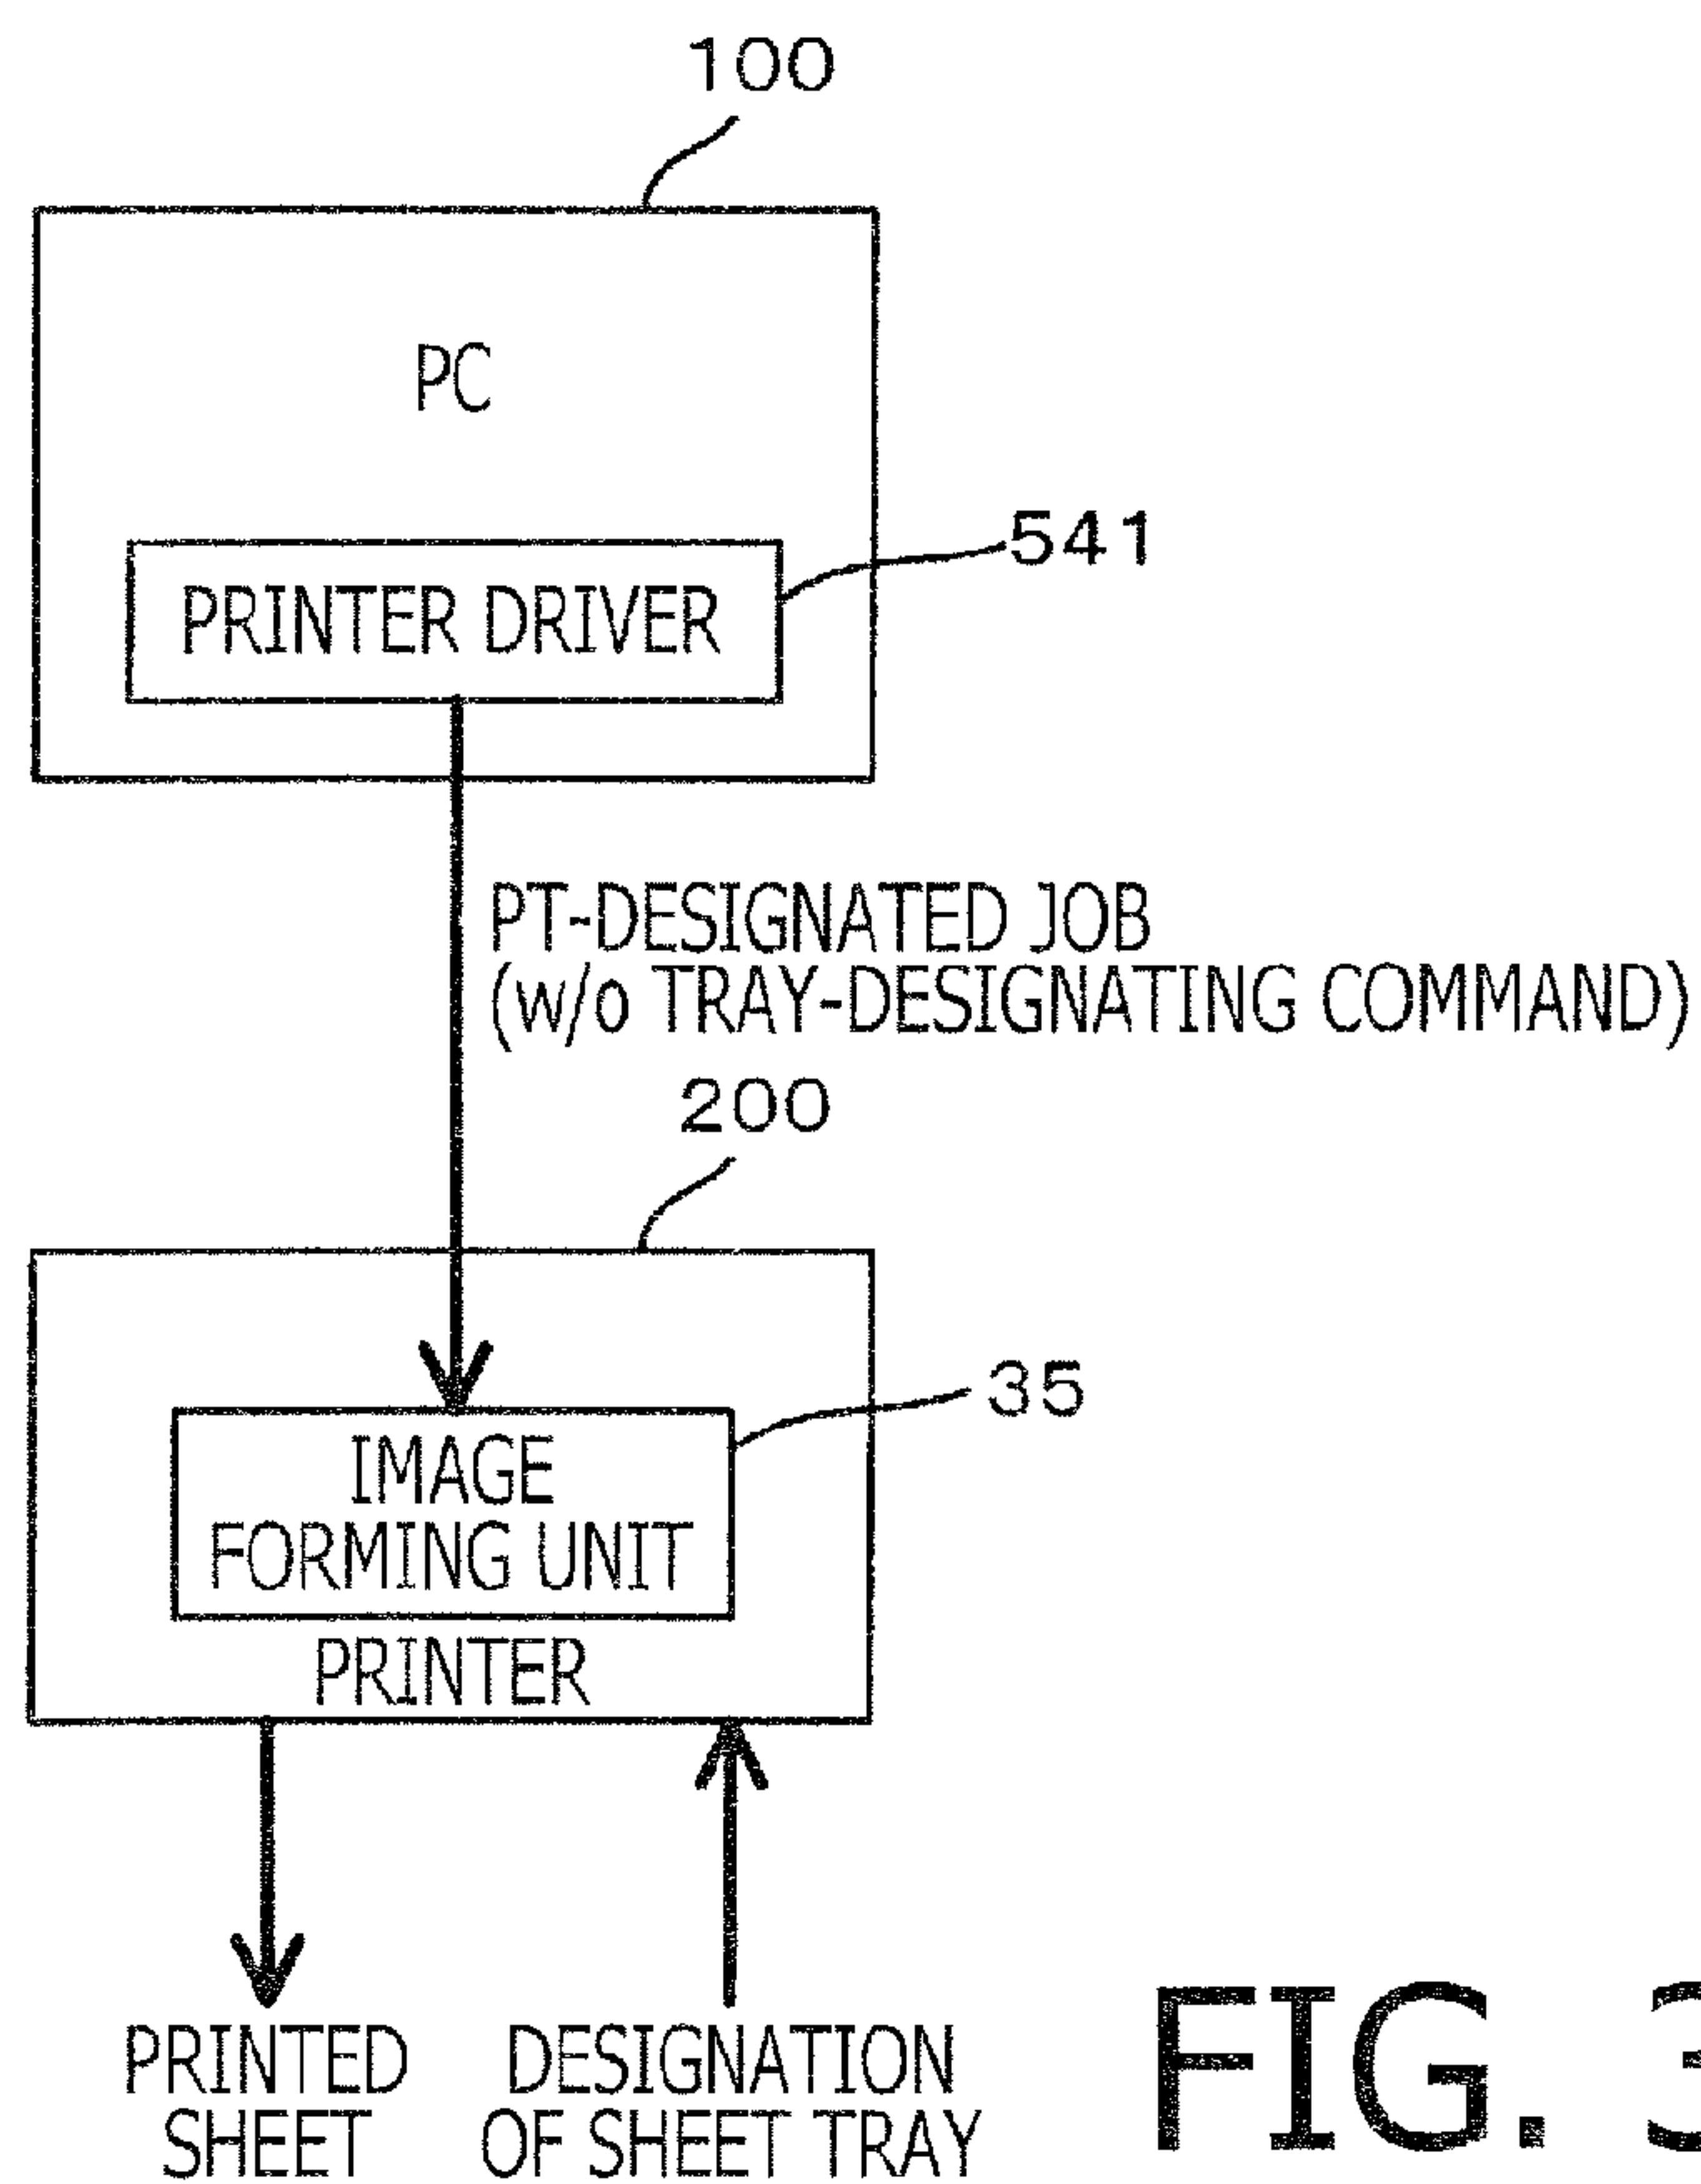 100
PC
541
PRINTER DRIVER
PT-DESIGNATED JOB
(w/o TRAY-DESIGNATING COMMAND)
200
35
IMAGE
FORMING UNIT
PRINTER
PRINTED
SHEET
DESIGNATION
OF SHEET TRAY
FIG.